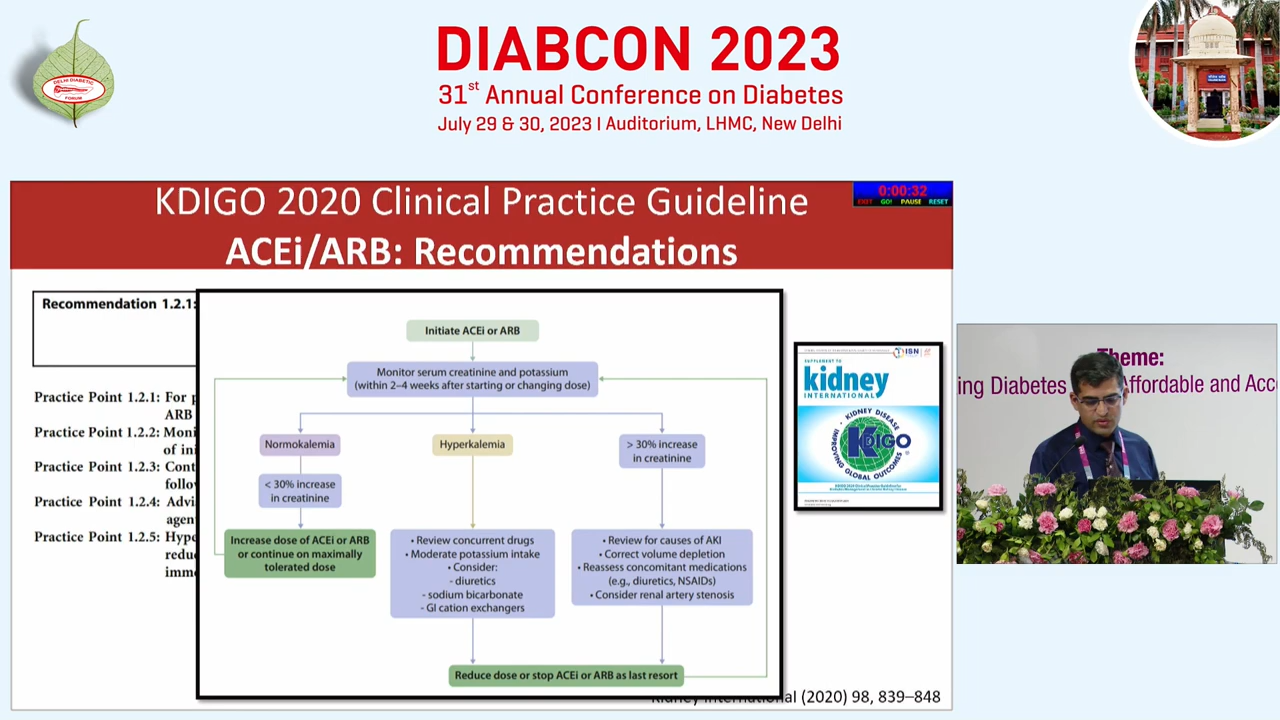 DIABCON 2023
31st Annual Conference on Diabetes
July 29 & 30, 2023 | Auditorium, LHMC, New Delhi
DELHI DIABETIC
FORUM
KDIGO 2020 Clinical Practice Guideline
ACEi/ARB: Recommendations
0:00:32
EXIT GO! PAUSE RESET
Recommendation 1.2.1:
Practice Point 1.2.1: For p
ARB
Practice Point 1.2.2: Moni
of ini
Practice Point 1.2.3: Cont
follov
Practice Point 1.2.4: Advi
agen
Practice Point 1.2.5: Hype
redu
imm
Initiate ACEi or ARB
Monitor serum creatinine and potassium
(within 2–4 weeks after starting or changing dose)
Normokalemia
Hyperkalemia
> 30% increase
in creatinine
< 30% increase
in creatinine
Increase dose of ACEi or ARB
or continue on maximally
tolerated dose
• Review concurrent drugs
• Moderate potassium intake
• Consider:
- diuretics
- sodium bicarbonate
- GI cation exchangers
• Review for causes of AKI
• Correct volume depletion
• Reassess concomitant medications
(e.g., diuretics, NSAIDs)
• Consider renal artery stenosis
Reduce dose or stop ACEi or ARB as last resort
ISN
SUPPLEMENT TO
kidney
INTERNATIONAL
KIDNEY DISEASE
KDIGO
IMPROVING GLOBAL OUTCOMES
Kidney International (2020) 98, 839–848
Theme:
ing Diabetes Affordable and Acc